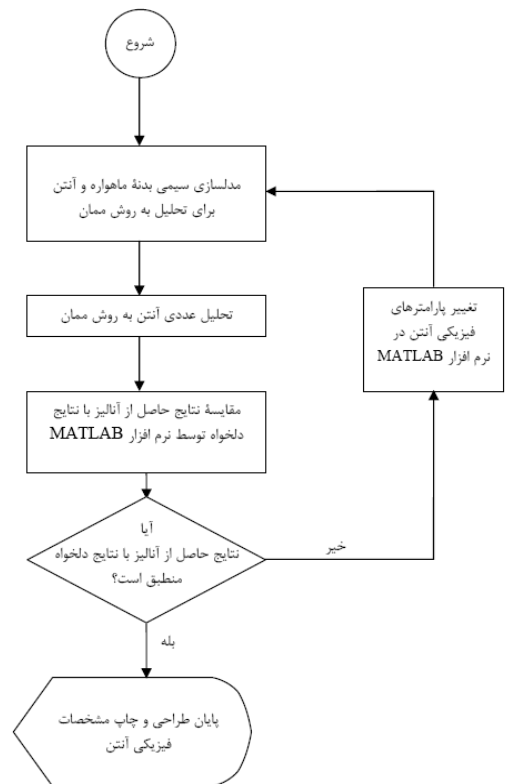 شروع
مدلسازی سیمی بدنهٔ ماهواره و آنتن
برای تحلیل به روش ممان
تحلیل عددی آنتن به روش ممان
تغییر پارامترهای
فیزیکی آنتن در
نرم افزار MATLAB
مقایسهٔ نتایج حاصل از آنالیز با نتایج
دلخواه توسط نرم افزار MATLAB
آیا
نتایج حاصل از آنالیز با نتایج دلخواه
منطبق است؟
خیر
بله
پایان طراحی و چاپ مشخصات
فیزیکی آنتن